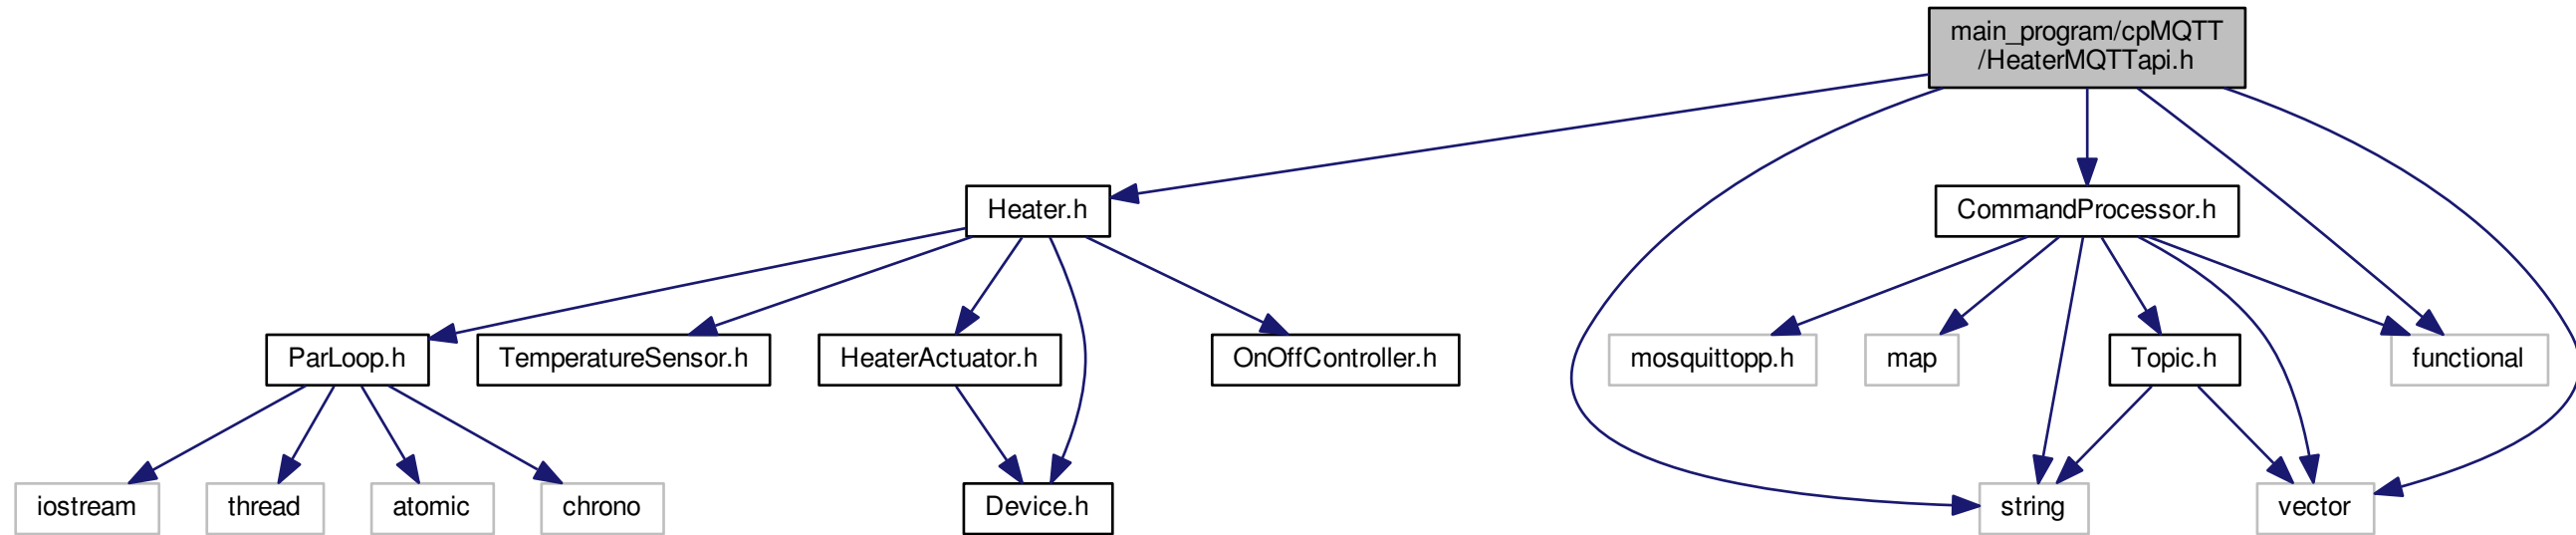 main_program/cpMQTT
/HeaterMQTTapi.h
Heater.h
CommandProcessor.h
ParLoop.h
TemperatureSensor.h
HeaterActuator.h
OnOffController.h
mosquittopp.h
map
Topic.h
functional
iostream
thread
atomic
chrono
Device.h
string
vector